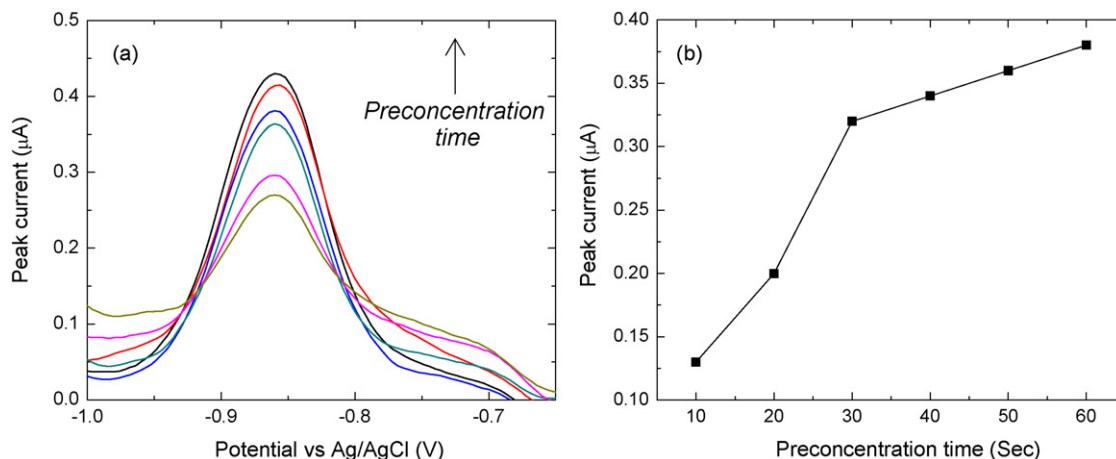 (a)
Preconcentration
time
Peak current (μA)
0.5
0.4
0.3
0.2
0.1
0.0
-1.0 -0.9 -0.8 -0.7
Potential vs Ag/AgCl (V)
(b)
Peak current (μA)
0.40
0.35
0.30
0.25
0.20
0.15
0.10
10 20 30 40 50 60
Preconcentration time (Sec)